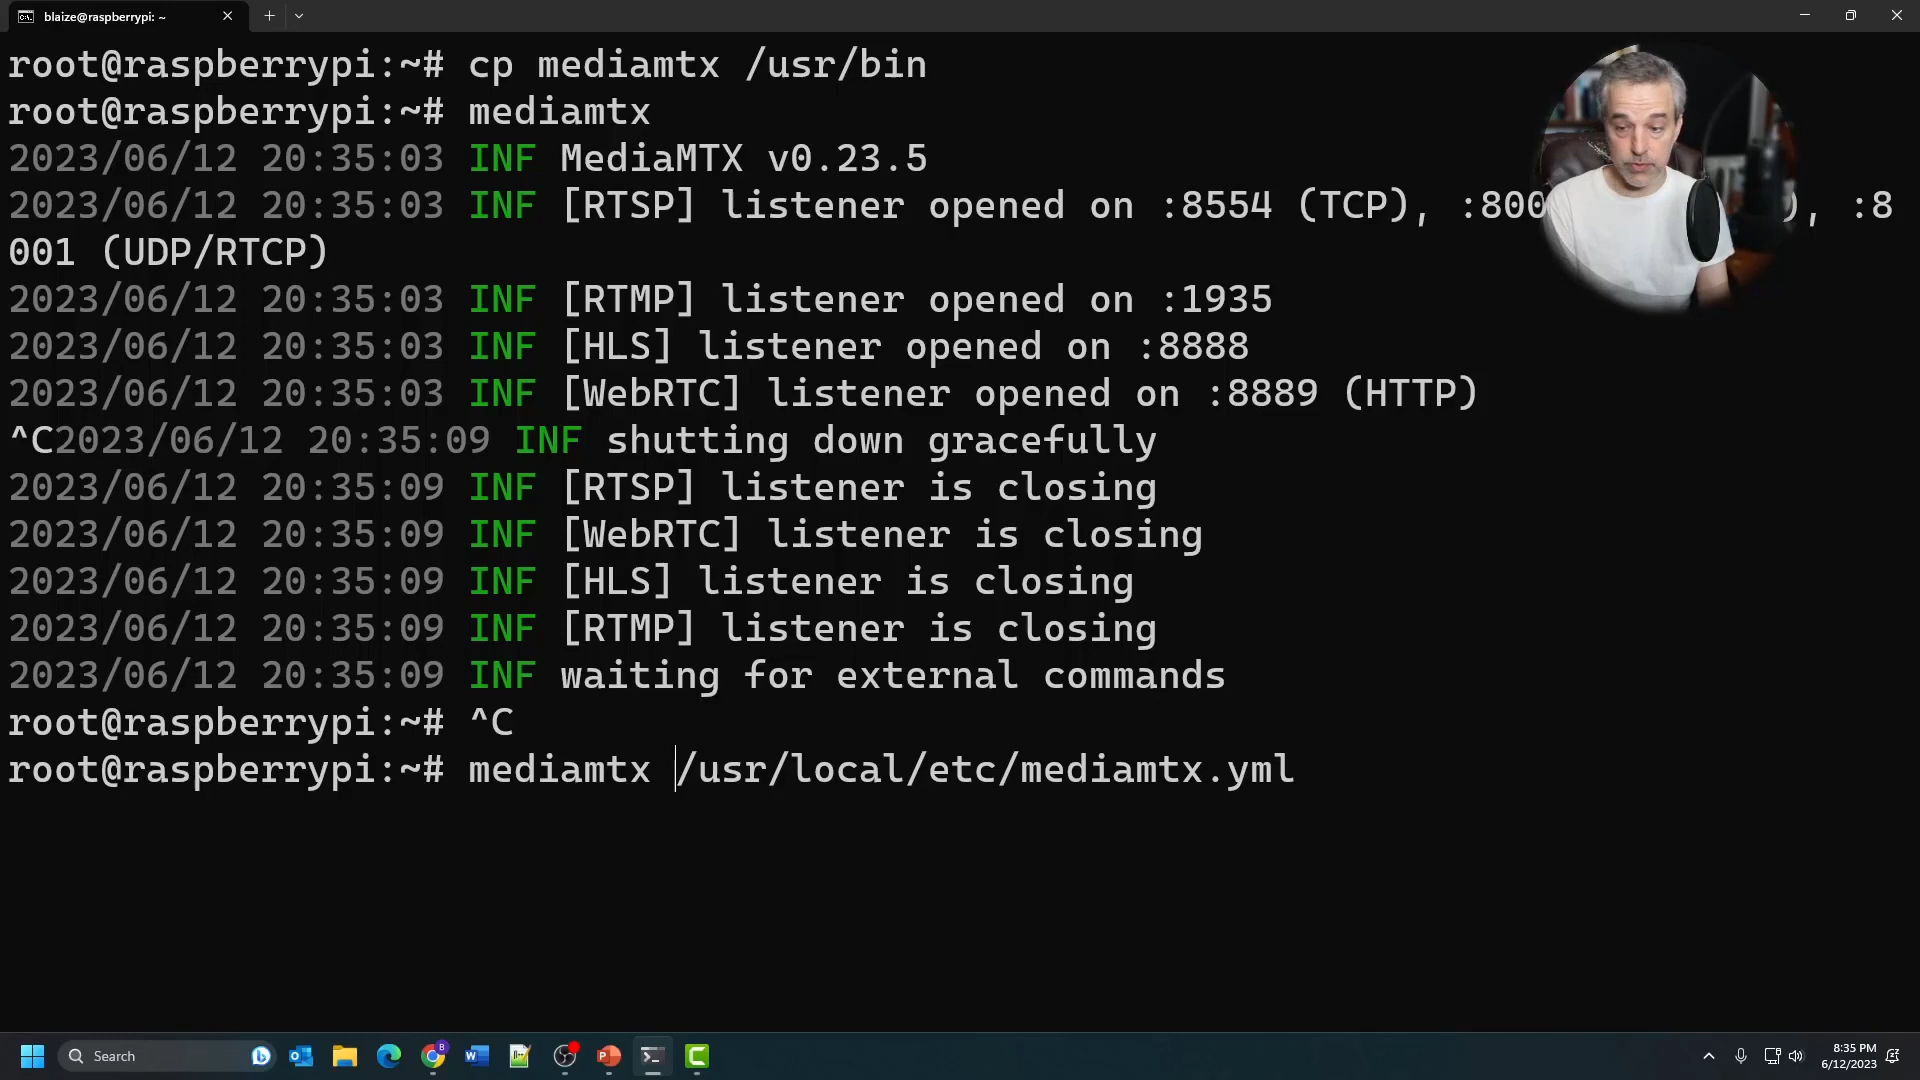 blaize@raspberrypi: ~
root@raspberrypi:~# cp mediamtx /usr/bin
root@raspberrypi:~# mediamtx
2023/06/12 20:35:03 INF MediaMTX v0.23.5
2023/06/12 20:35:03 INF [RTSP] listener opened on :8554 (TCP), :800 ), :8
001 (UDP/RTCP)
2023/06/12 20:35:03 INF [RTMP] listener opened on :1935
2023/06/12 20:35:03 INF [HLS] listener opened on :8888
2023/06/12 20:35:03 INF [WebRTC] listener opened on :8889 (HTTP)
^C2023/06/12 20:35:09 INF shutting down gracefully
2023/06/12 20:35:09 INF [RTSP] listener is closing
2023/06/12 20:35:09 INF [WebRTC] listener is closing
2023/06/12 20:35:09 INF [HLS] listener is closing
2023/06/12 20:35:09 INF [RTMP] listener is closing
2023/06/12 20:35:09 INF waiting for external commands
root@raspberrypi:~# ^C
root@raspberrypi:~# mediamtx /usr/local/etc/mediamtx.yml
Search
8:35 PM
6/12/2023